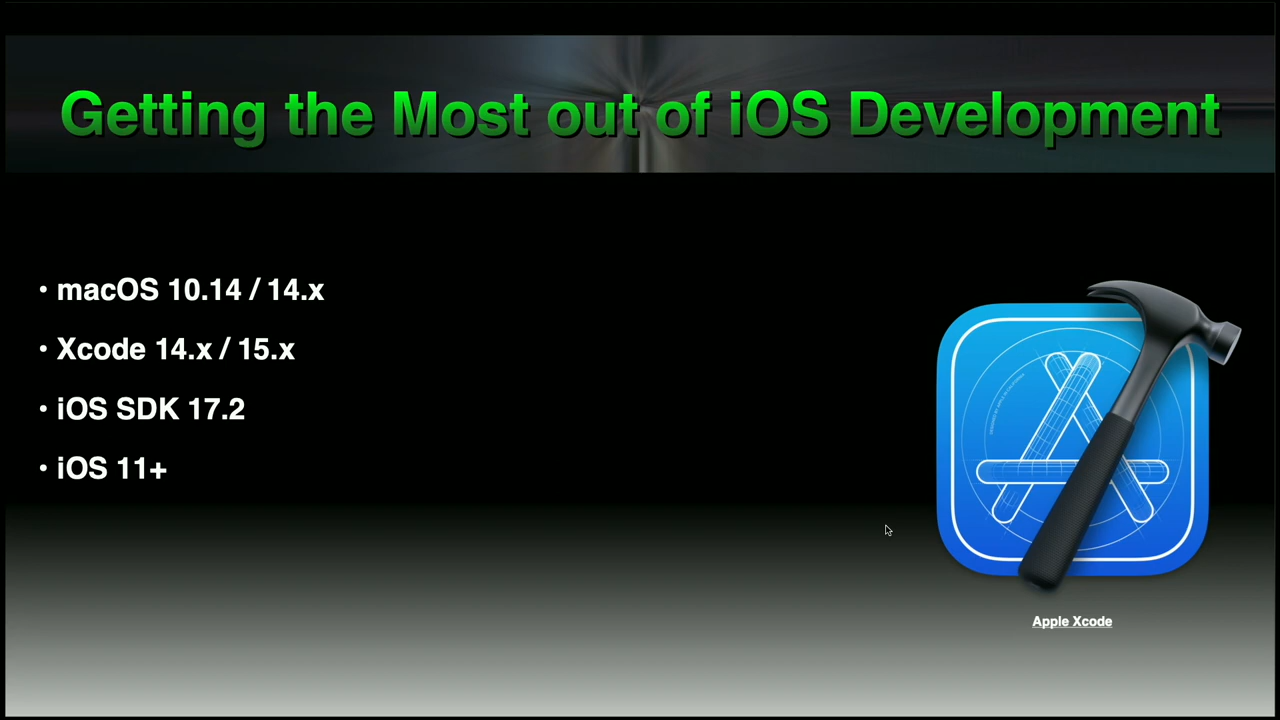 Getting the Most out of iOS Development
• macOS 10.14 / 14.x
• Xcode 14.x / 15.x
• iOS SDK 17.2
• iOS 11+
Apple Xcode